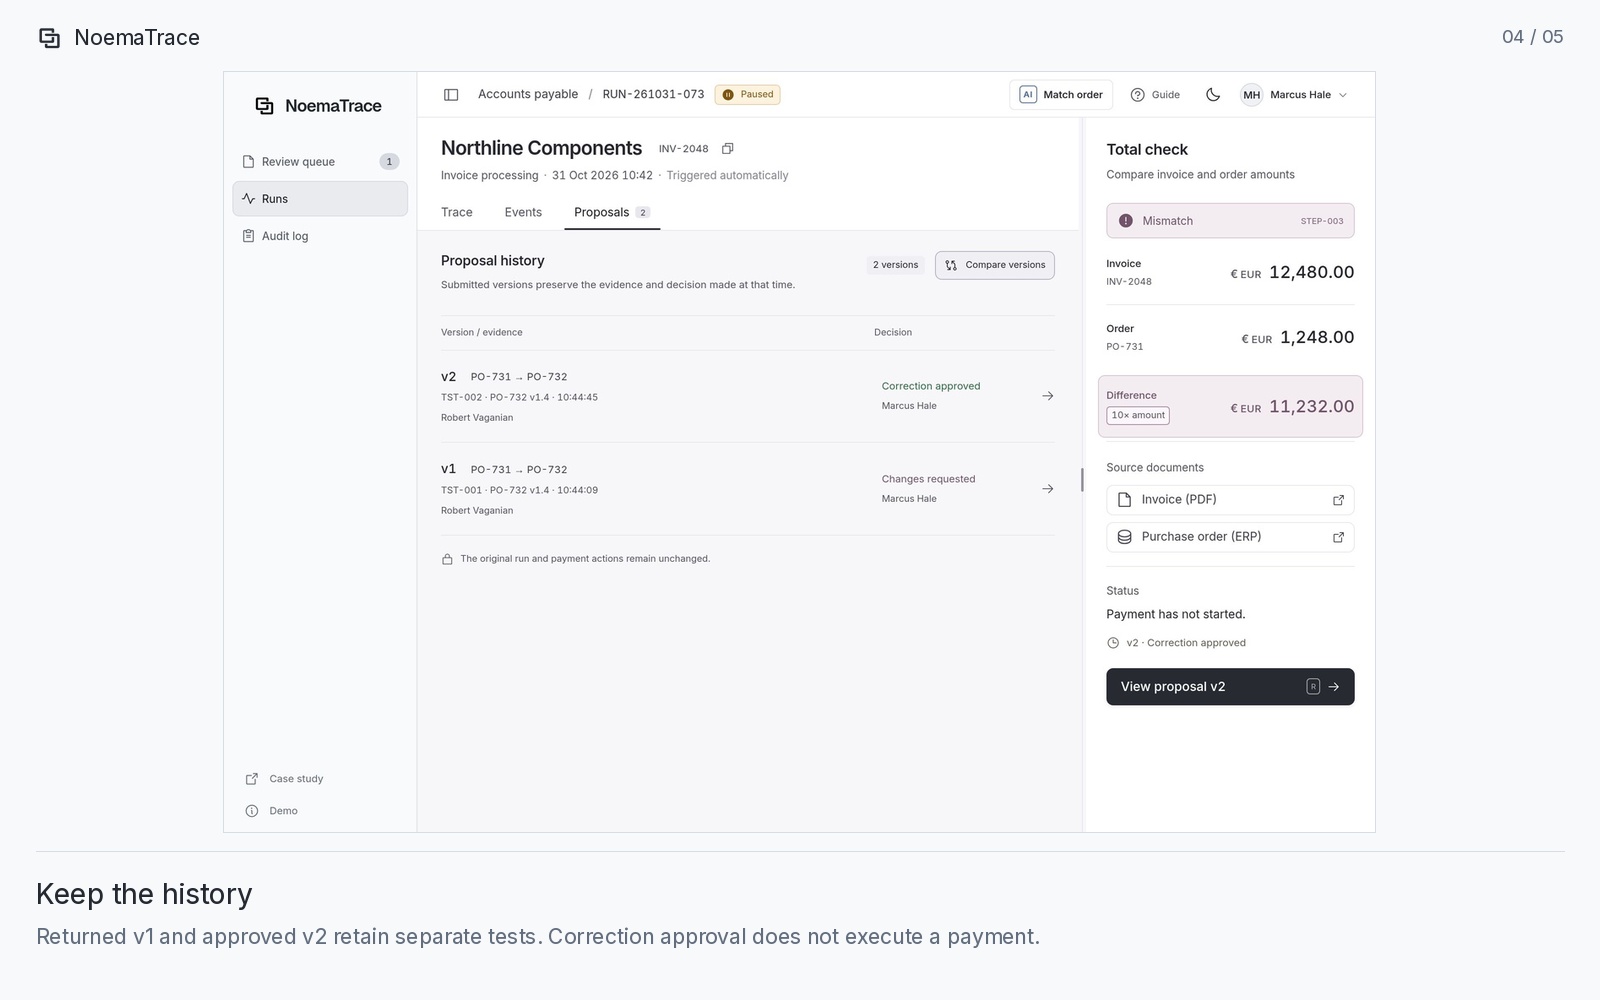 NoemaTrace
04 / 05
NoemaTrace
Review queue 1
Runs
Audit log
Case study
Demo
Accounts payable / RUN-261031-073 Paused
AI Match order
Guide
MH Marcus Hale
Northline Components INV-2048
Invoice processing · 31 Oct 2026 10:42 · Triggered automatically
Trace Events Proposals 2
Proposal history
2 versions
Compare versions
Submitted versions preserve the evidence and decision made at that time.
Version / evidence Decision
v2 PO-731 → PO-732
TST-002 · PO-732 v1.4 · 10:44:45
Robert Vaganian
Correction approved
Marcus Hale
v1 PO-731 → PO-732
TST-001 · PO-732 v1.4 · 10:44:09
Robert Vaganian
Changes requested
Marcus Hale
The original run and payment actions remain unchanged.
Total check
Compare invoice and order amounts
Mismatch STEP-003
Invoice
INV-2048
€ EUR 12,480.00
Order
PO-731
€ EUR 1,248.00
Difference
10× amount
€ EUR 11,232.00
Source documents
Invoice (PDF)
Purchase order (ERP)
Status
Payment has not started.
v2 · Correction approved
View proposal v2 R →
Keep the history
Returned v1 and approved v2 retain separate tests. Correction approval does not execute a payment.